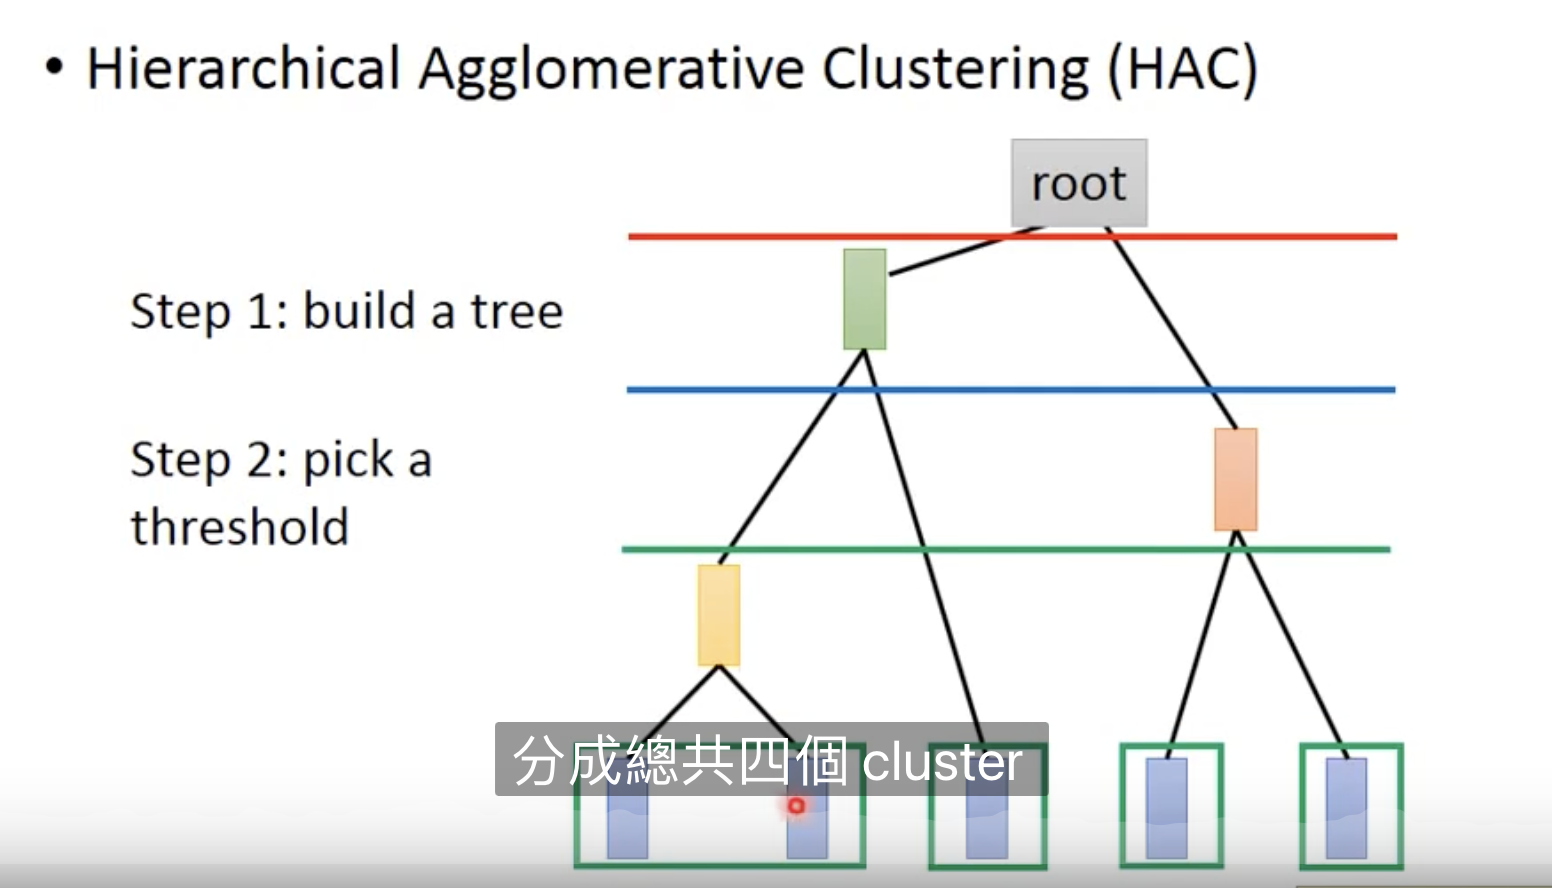 • Hierarchical Agglomerative Clustering (HAC)
root
Step 1: build a tree
Step 2: pick a
threshold
分成總共四個 cluster